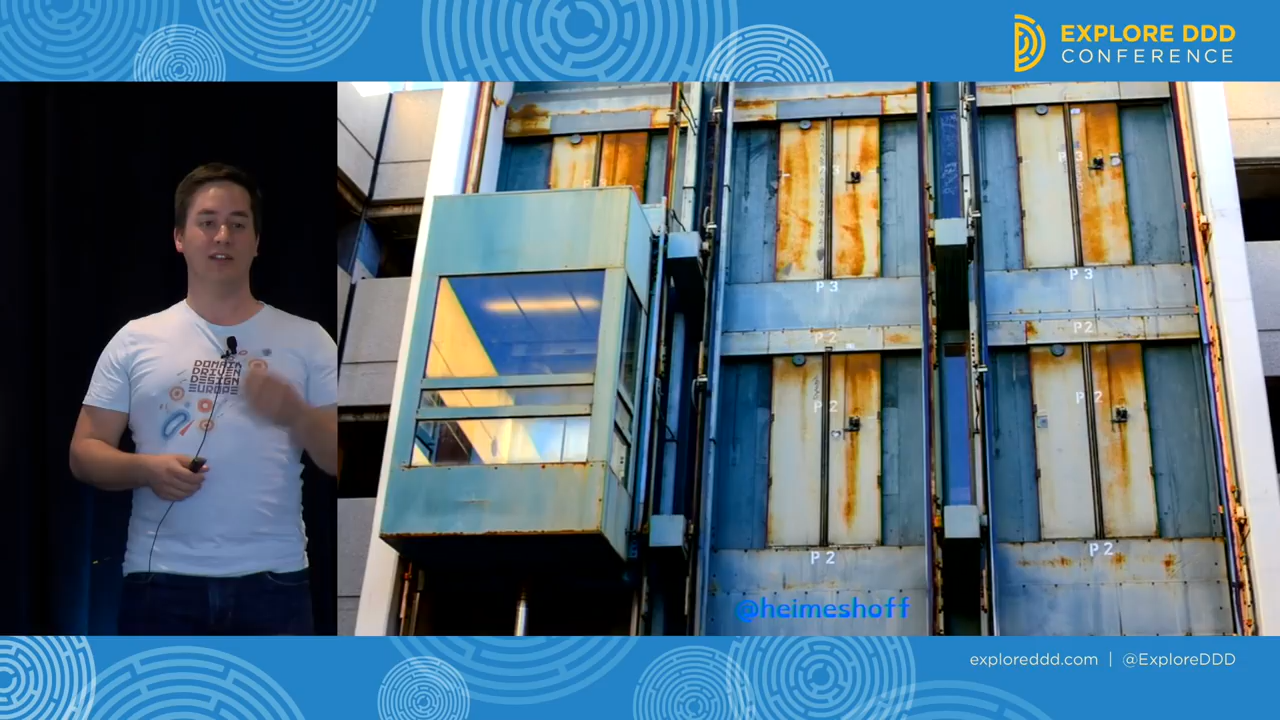 EXPLORE DDD
CONFERENCE
DOMAIN
DRIVEN
DESIGN
EUROPE
P3
P3
P2
P2
P2
P2
P2
P2
@heimeshoff
exploreddd.com | @ExploreDDD